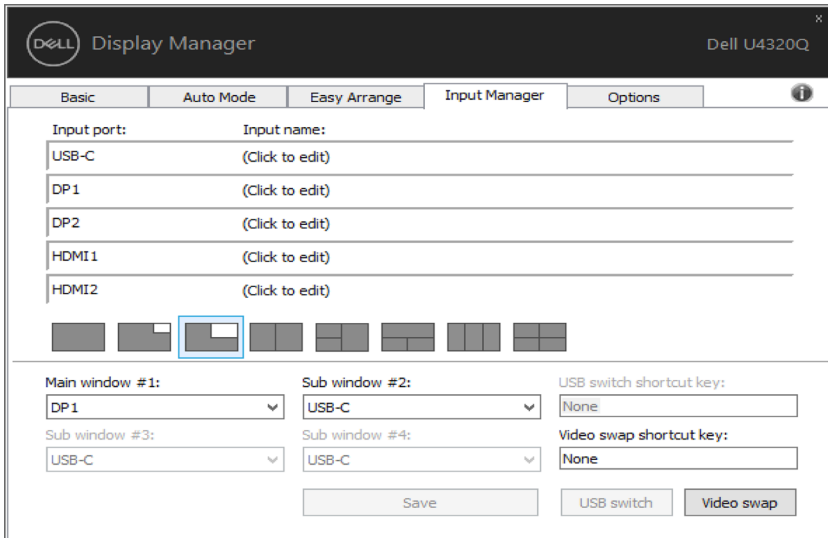 DELL Display Manager Dell U4320Q
Basic Auto Mode Easy Arrange Input Manager Options
Input port: Input name:
USB-C (Click to edit)
DP1 (Click to edit)
DP2 (Click to edit)
HDMI1 (Click to edit)
HDMI2 (Click to edit)
Main window #1: Sub window #2: USB switch shortcut key:
DP1 USB-C None
Sub window #3: Sub window #4: Video swap shortcut key:
USB-C USB-C None
Save USB switch Video swap